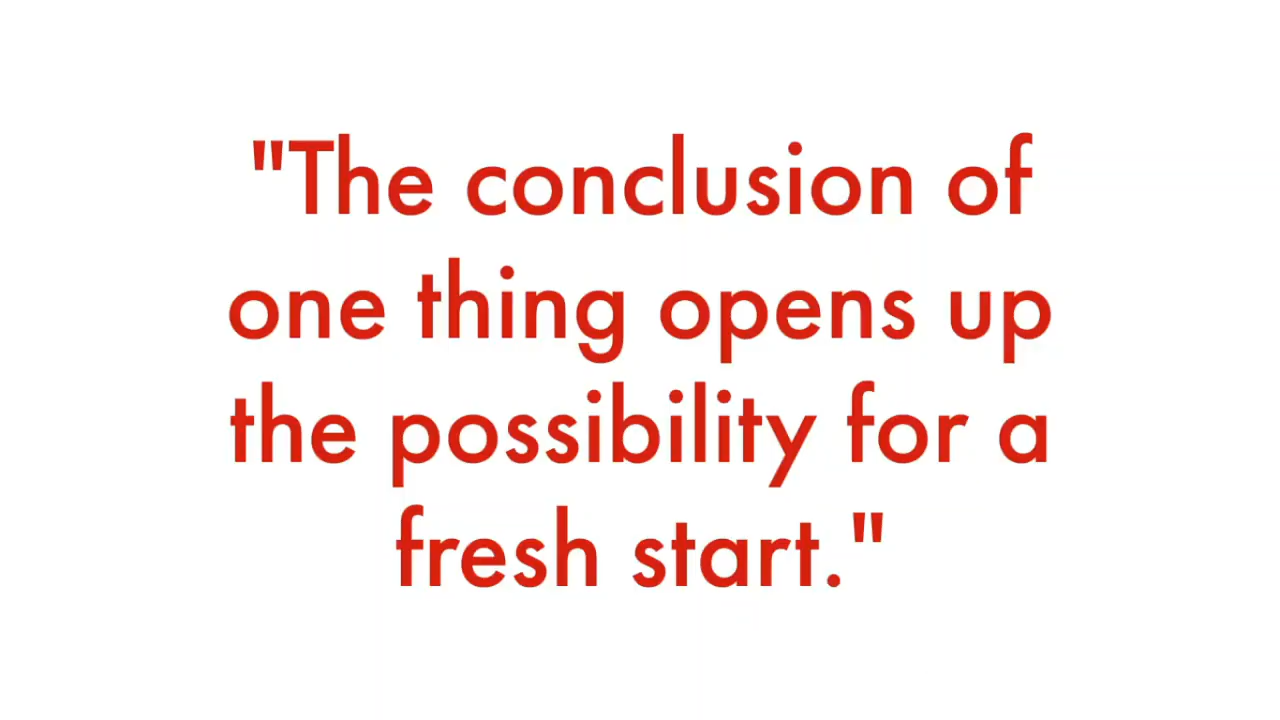 "The conclusion of
one thing opens up
the possibility for a
fresh start."